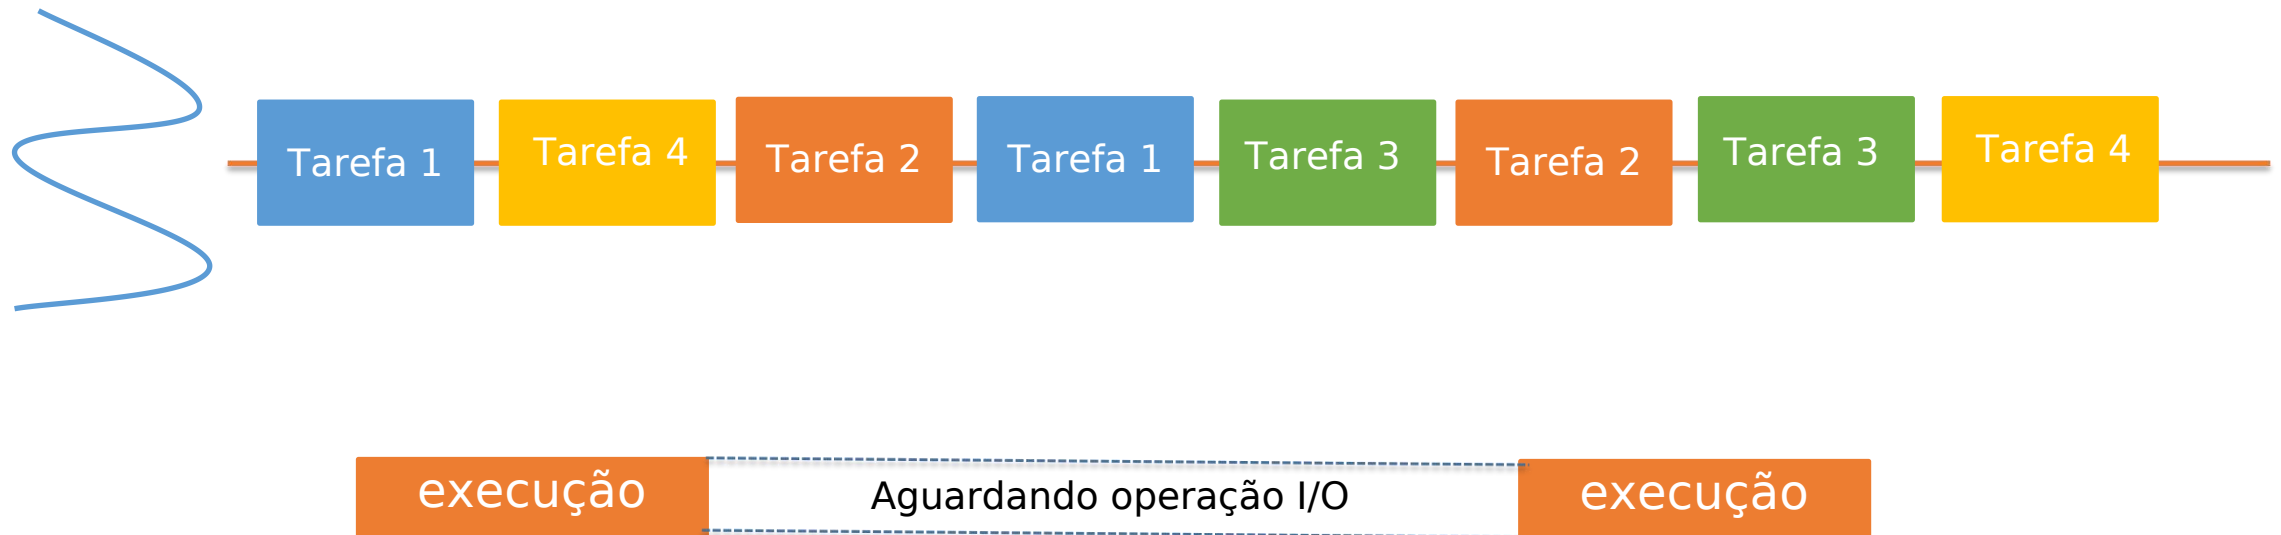 Tarefa 1
Tarefa 4
Tarefa 2
Tarefa 1
Tarefa 3
Tarefa 2
Tarefa 3
Tarefa 4
execução
Aguardando operação I/O
execução